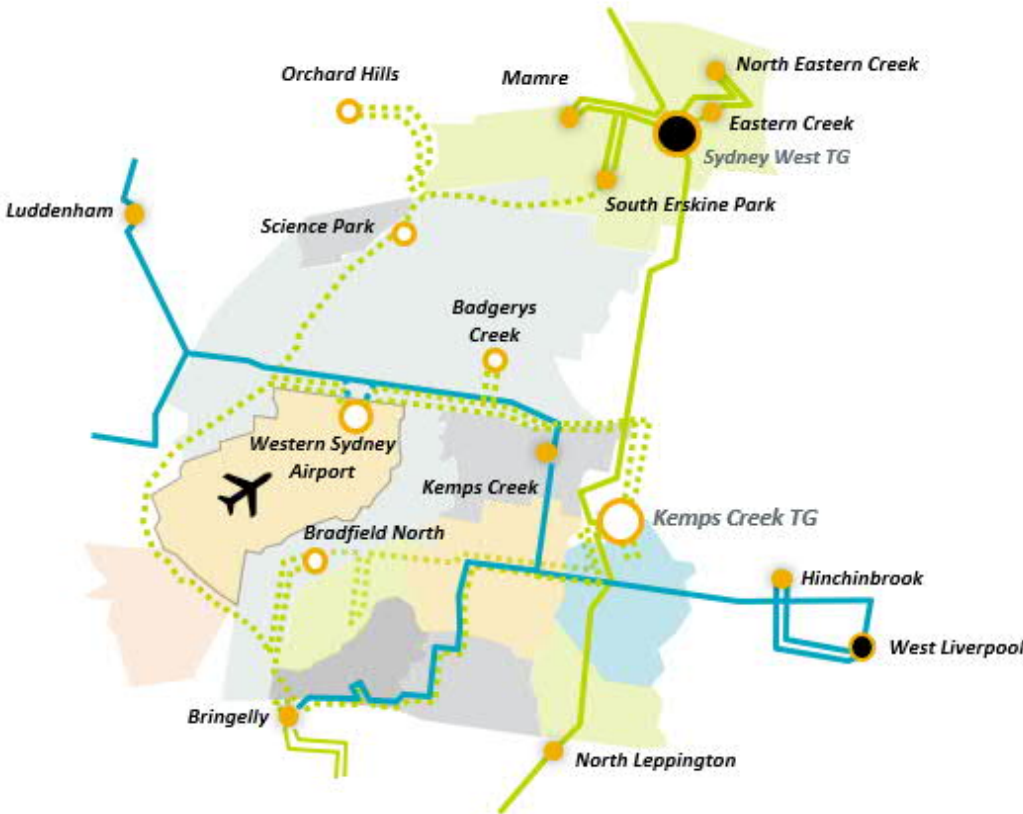 Orchard Hills
Mamre
North Eastern Creek
Eastern Creek
Sydney West TG
Luddenham
South Erskine Park
Science Park
Badgerys
Creek
Western Sydney
Airport
Kemps Creek
Kemps Creek TG
Bradfield North
Hinchinbrook
West Liverpool
Bringelly
North Leppington